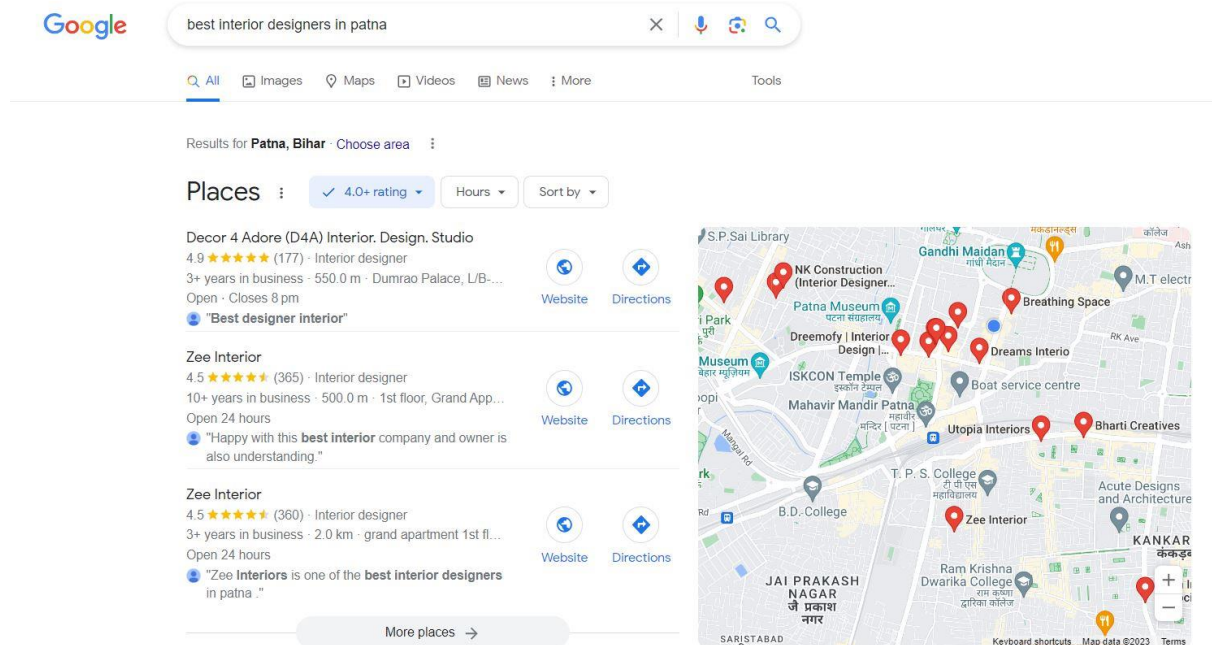 Google
best interior designers in patna
All Images Maps Videos News More Tools
Results for Patna, Bihar · Choose area
Places
4.0+ rating Hours Sort by
Decor 4 Adore (D4A) Interior. Design. Studio
4.9 (177) · Interior designer
3+ years in business · 550.0 m · Dumrao Palace, L/B-...
Open · Closes 8 pm
"Best designer interior"
Website Directions
Zee Interior
4.5 (365) · Interior designer
10+ years in business · 500.0 m · 1st floor, Grand App...
Open 24 hours
"Happy with this best interior company and owner is
also understanding."
Website Directions
Zee Interior
4.5 (360) · Interior designer
3+ years in business · 2.0 km · grand apartment 1st fl...
Open 24 hours
"Zee Interiors is one of the best interior designers
in patna ."
Website Directions
More places
S.P.Sai Library
कॉलेज
Gandhi Maidan
गांधी मैदान
M.T electr
NK Construction
(Interior Designer...
Breathing Space
Patna Museum
पटना संग्रहालय
i Park
पुरी
Dreemofy | Interior
Design |...
RK Ave
Dreams Interio
Museum
बिहार म्यूज़ियम
ISKCON Temple
इस्कॉन टेम्पल
Boat service centre
Mahavir Mandir Patna
महावीर
मन्दिर [ पटना ]
Utopia Interiors
Bharti Creatives
Mangal Rd
T. P. S. College
टी पी एस
महाविद्यालय
Acute Designs
and Architecture
B.D. College
Zee Interior
KANKAR
Ram Krishna
Dwarika College
राम कृष्णा
द्वारिका कॉलेज
JAI PRAKASH
NAGAR
जै प्रकाश
नगर
SARISTABAD
Keyboard shortcuts Map data ©2023 Terms